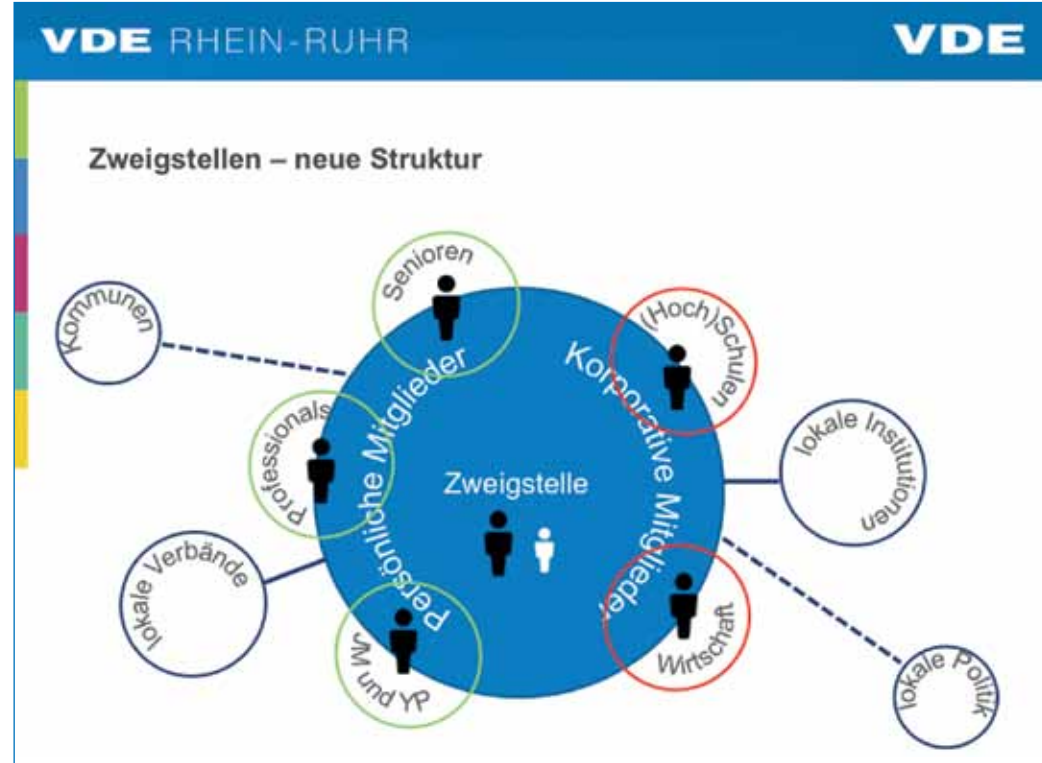 VDE RHEIN-RUHR
VDE
Zweigstellen – neue Struktur
Senioren
Kommunen
(Hoch)Schulen
Persönliche Mitglieder
Korporative Mitglieder
Professionals
lokale Institutionen
Zweigstelle
lokale Verbände
JM und YP
Wirtschaft
lokale Politik